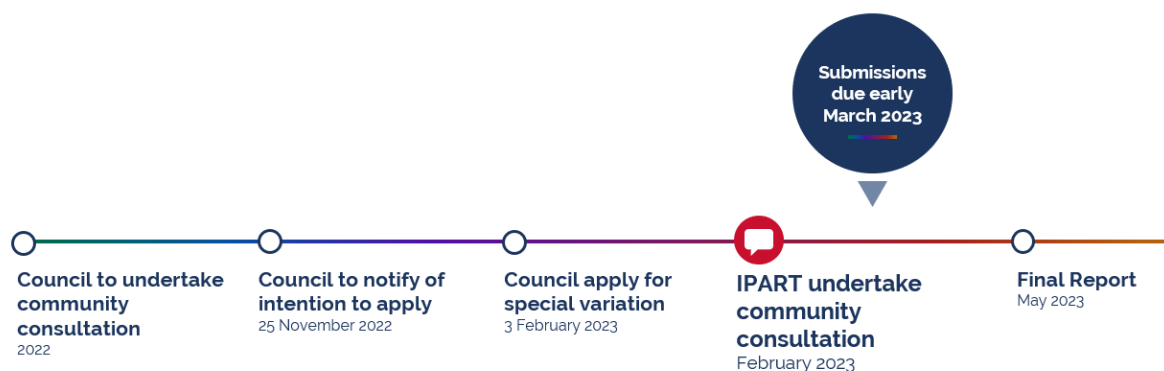 Submissions
due early
March 2023
Council to undertake
community
consultation
2022
Council to notify of
intention to apply
25 November 2022
Council apply for
special variation
3 February 2023
IPART undertake
community
consultation
February 2023
Final Report
May 2023